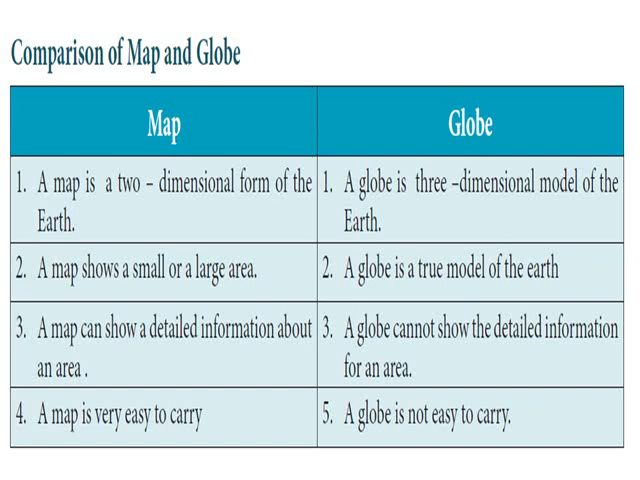 Comparison of Map and Globe
Map
Globe
1. A map is a two – dimensional form of the
Earth.
1. A globe is three –dimensional model of the
Earth.
2. A map shows a small or a large area.
2. A globe is a true model of the earth
3. A map can show a detailed information about
an area .
3. A globe cannot show the detailed information
for an area.
4. A map is very easy to carry
5. A globe is not easy to carry.